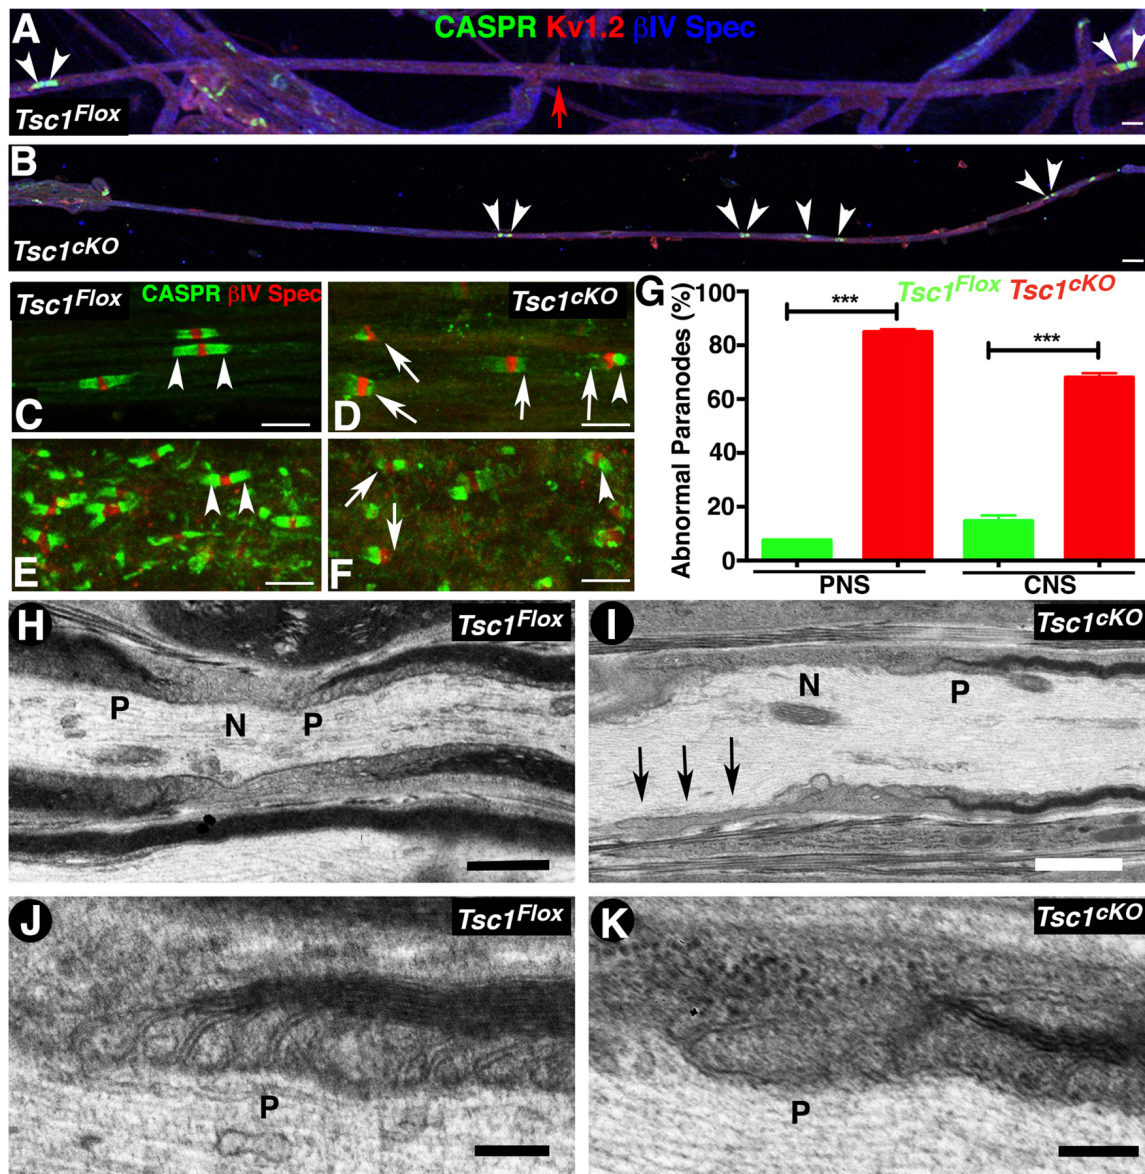 A
CASPR Kv1.2 βIV Spec
Tsc1Flox
B
Tsc1cKO
Tsc1Flox
CASPR βIV Spec
Tsc1cKO
C
D
E
F
G
Tsc1Flox Tsc1cKO
Abnormal Paranodes (%)
100
80
60
40
20
0
***
***
PNS
CNS
H
Tsc1Flox
P
N
P
I
Tsc1cKO
N
P
J
Tsc1Flox
P
K
Tsc1cKO
P